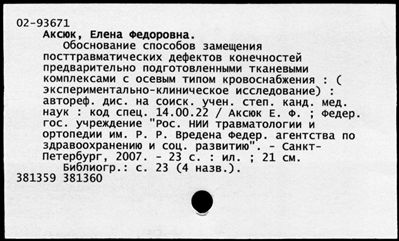 02-93671
Аксюк, Елена Федоровна.
Обоснование способов замещения
посттравматических дефектов конечностей
предварительно подготовленными тканевыми
комплексами с осевым типом кровоснабжения : (
экспериментально-клиническое исследование) :
автореф. дис. на соиск. учен. степ. канд. мед.
наук : код спец. 14.00.22 / Аксюк Е. Ф. ; Федер.
гос. учреждение "Рос. НИИ травматологии и
ортопедии им. Р. Р. Вредена Федер. агентства по
здравоохранению и соц. развитию". - Санкт-
Петербург, 2007. - 23 с. : ил. ; 21 см.
Библиогр.: с. 23 (4 назв.).
381359 381360